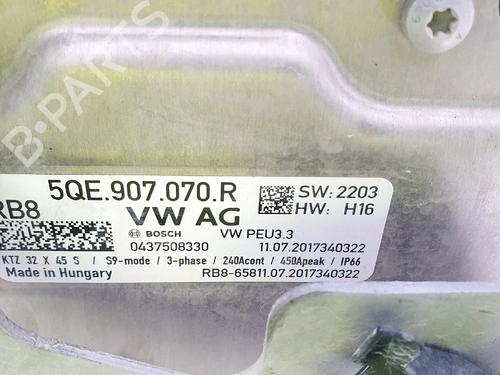 B-PARTS
5QE.907.070.R
SW: 2203
RB8
VW AG
HW: H16
BOSCH
VW PEU3.3
0437508330
11.07.2017340322
KTZ 32 X 45 S / S9-mode / 3-phase / 240Acont / 450Apeak / IP66
Made in Hungary
RB8-65811.07.2017340322